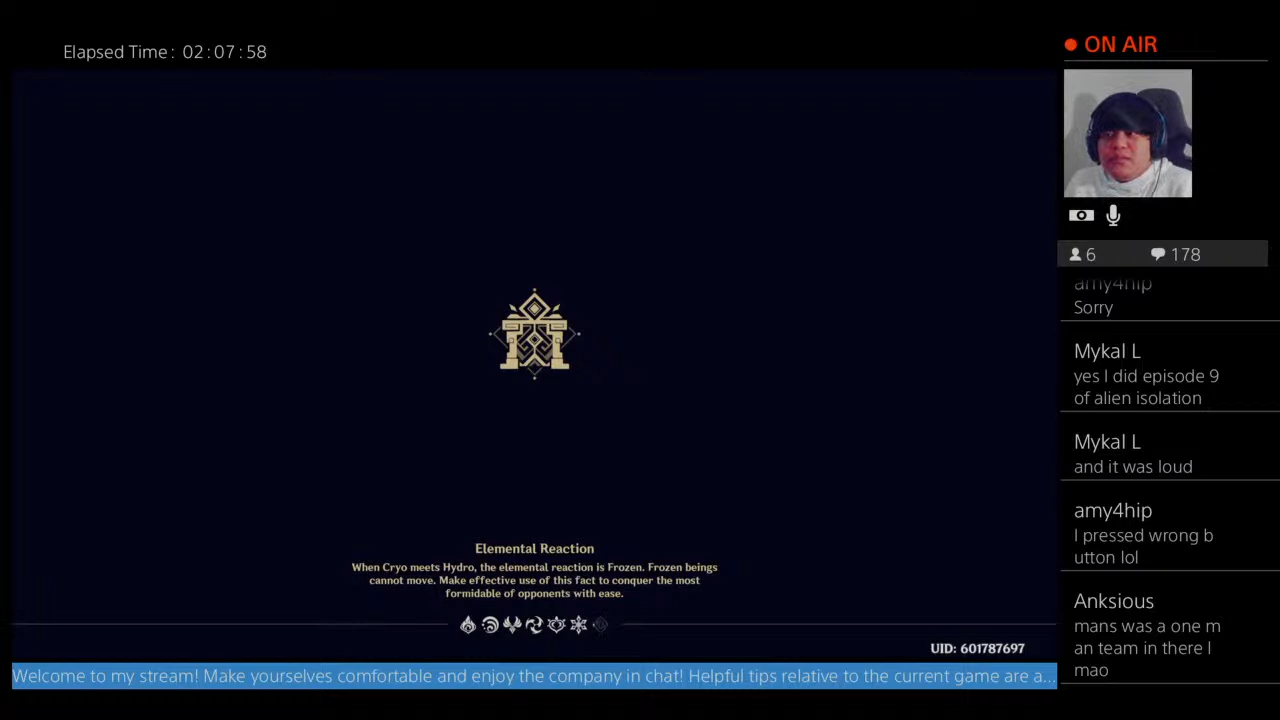 Elapsed Time: 02:07:58
ON AIR
6 178
amy4hip
Sorry
Mykal L
yes I did episode 9
of alien isolation
Mykal L
and it was loud
amy4hip
I pressed wrong b
utton lol
Anksious
mans was a one m
an team in there l
mao
Elemental Reaction
When Cryo meets Hydro, the elemental reaction is Frozen. Frozen beings
cannot move. Make effective use of this fact to conquer the most
formidable of opponents with ease.
UID: 601787697
Welcome to my stream! Make yourselves comfortable and enjoy the company in chat! Helpful tips relative to the current game are a...